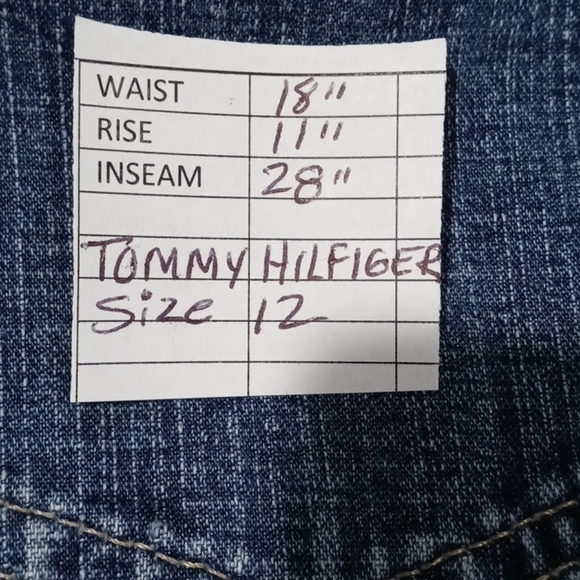 WAIST 18"
RISE 11"
INSEAM 28"
TOMMY HILFIGER
Size 12